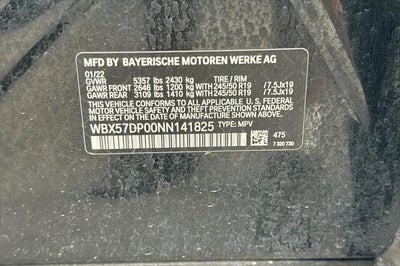 MFD BY BAYERISCHE MOTOREN WERKE AG
01/22
GVWR 5357 lbs 2430 kg TIRE / RIM
GAWR FRONT 2646 lbs 1200 kg 245/50 R19 /7.5Jx19
GAWR REAR 3109 lbs 1410 kg 245/50 R19 /7.5Jx19
THIS VEHICLE CONFORMS TO ALL APPLICABLE U.S. FEDERAL
MOTOR VEHICLE SAFETY, BUMPER, AND THEFT PREVENTION
STANDARDS IN EFFECT ON THE DATE OF MANUFACTURE SHOWN ABOVE.
WBX57DP00NN141825 TYPE: MPV
475
7 320 730